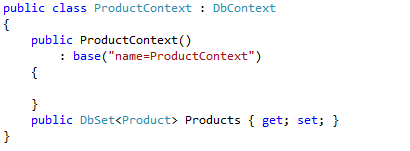 public class ProductContext : DbContext
{
    public ProductContext()
        : base("name=ProductContext")
    {

    }
    public DbSet<Product> Products { get; set; }
}